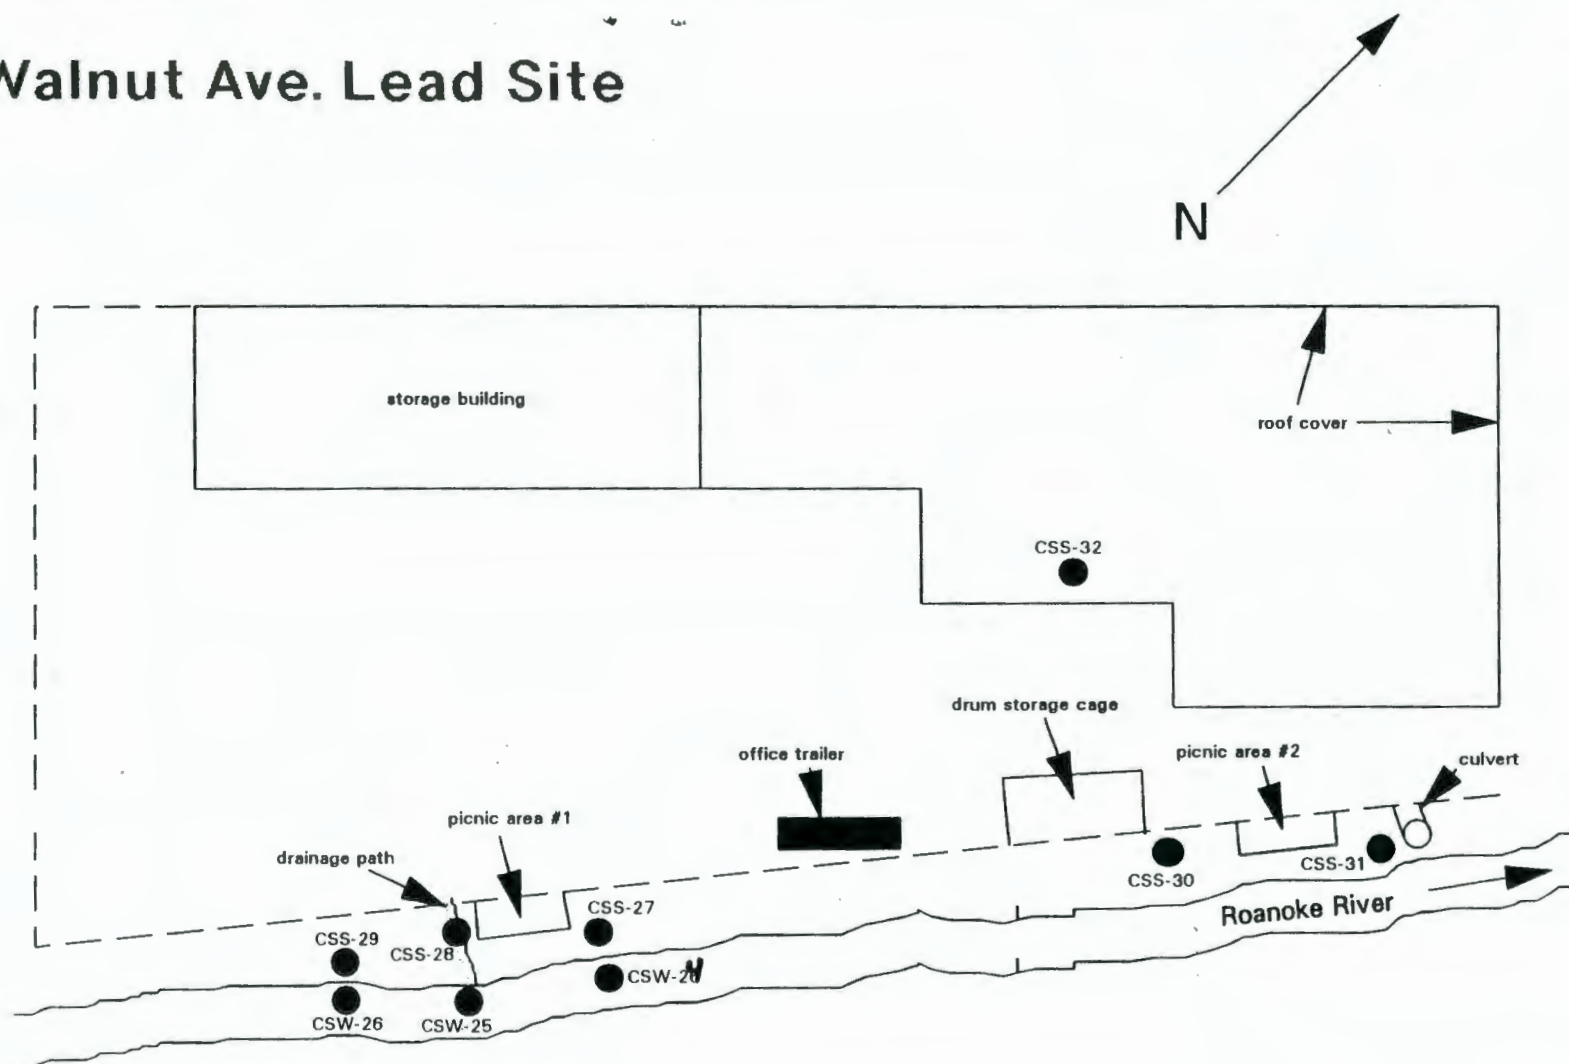 Walnut Ave. Lead Site
N
storage building
roof cover
CSS-32
drum storage cage
office trailer
picnic area #2
culvert
picnic area #1
drainage path
CSS-27
CSS-31
CSS-30
Roanoke River
CSS-29
CSS-28
CSW-26
CSW-25